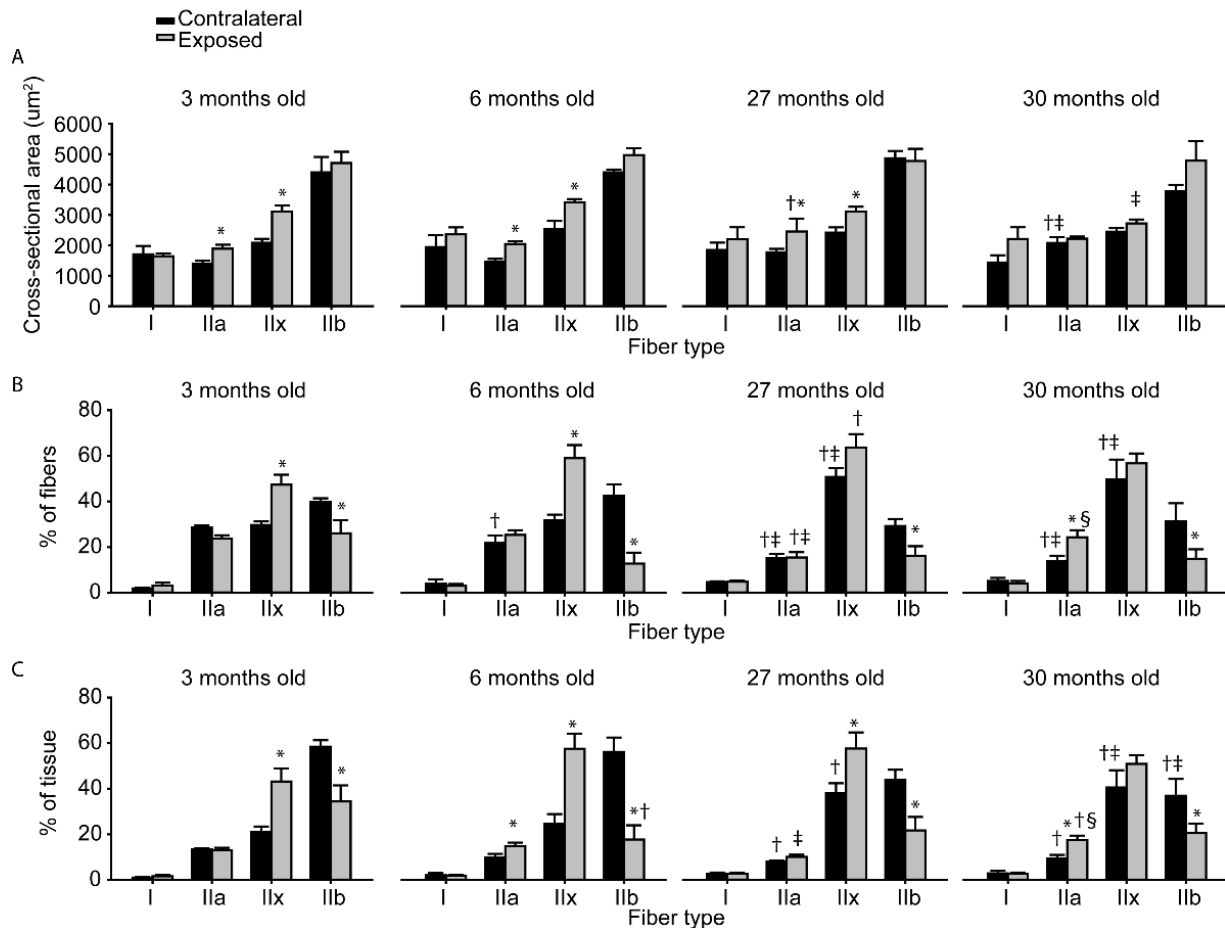 Contralateral
Exposed
A
3 months old 6 months old 27 months old 30 months old
Cross-sectional area (um²)
6000
5000
4000
3000
2000
1000
0
* * * * †* * †‡ ‡
I IIa IIx IIb I IIa IIx IIb I IIa IIx IIb I IIa IIx IIb
Fiber type
B
3 months old 6 months old 27 months old 30 months old
% of fibers
80
60
40
20
0
* * † * * †‡ †‡ †‡ † * †‡ * § †‡ *
I IIa IIx IIb I IIa IIx IIb I IIa IIx IIb I IIa IIx IIb
Fiber type
C
3 months old 6 months old 27 months old 30 months old
% of tissue
80
60
40
20
0
* * * * *† † ‡ † * * † * †§ †‡ †‡ *
I IIa IIx IIb I IIa IIx IIb I IIa IIx IIb I IIa IIx IIb
Fiber type